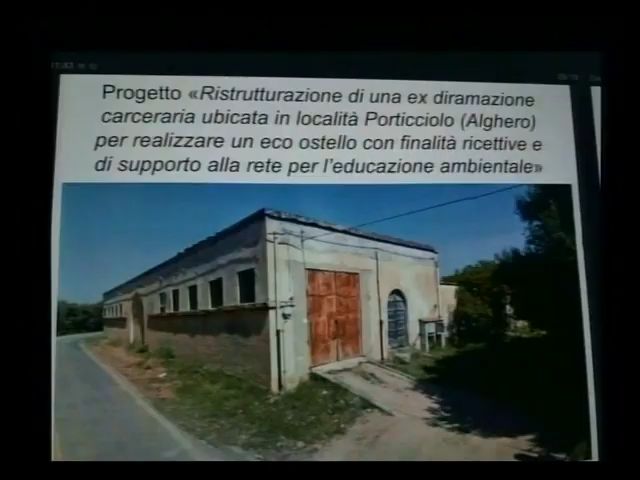 Progetto «Ristrutturazione di una ex diramazione
carceraria ubicata in località Porticciolo (Alghero)
per realizzare un eco ostello con finalità ricettive e
di supporto alla rete per l'educazione ambientale»